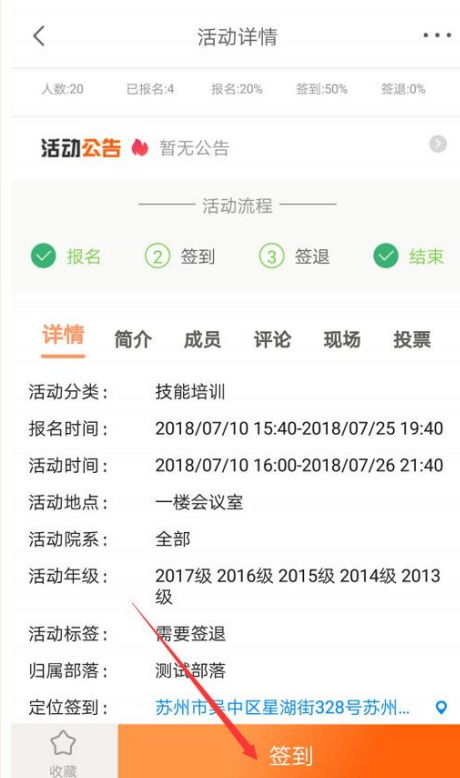 活动详情
人数:20 已报名:4 报名:20% 签到:50% 签退:0%
活动公告 暂无公告
活动流程
报名 2 签到 3 签退 结束
详情 简介 成员 评论 现场 投票
活动分类： 技能培训
报名时间： 2018/07/10 15:40-2018/07/25 19:40
活动时间： 2018/07/10 16:00-2018/07/26 21:40
活动地点： 一楼会议室
活动院系： 全部
活动年级： 2017级 2016级 2015级 2014级 2013
级
活动标签： 需要签退
归属部落： 测试部落
定位签到： 苏州市吴中区星湖街328号苏州...
收藏 签到